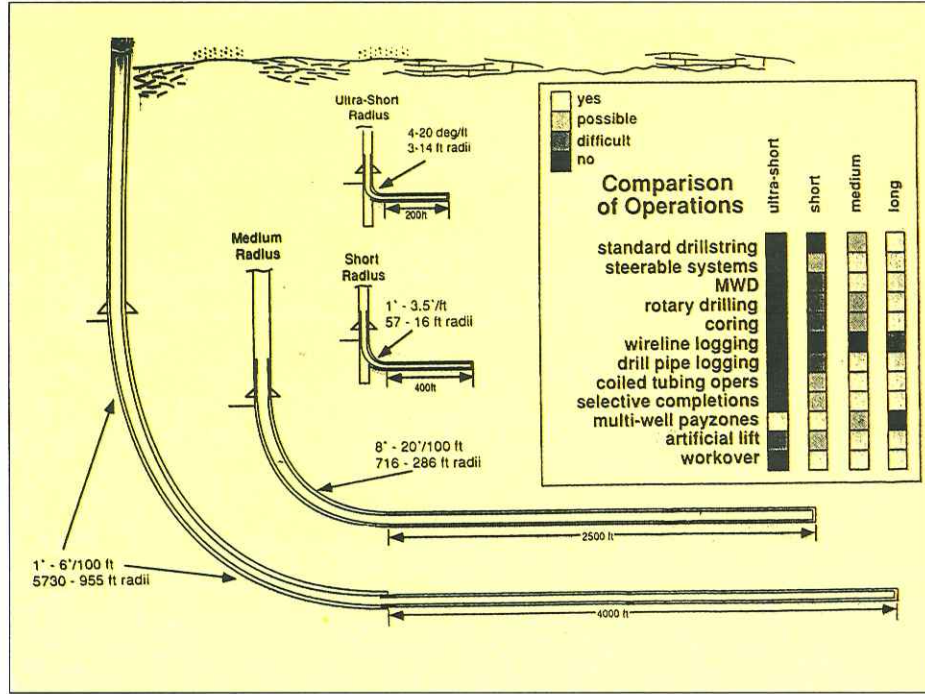 Ultra-Short
Radius
4-20 deg/ft
3-14 ft radii
200ft
Medium
Radius
Short
Radius
1° - 3.5°/ft
57 - 16 ft radii
400ft
8° - 20°/100 ft
716 - 286 ft radii
2500 ft
1° - 6°/100 ft
5730 - 955 ft radii
4000 ft
yes
possible
difficult
no
Comparison
of Operations
ultra-short
short
medium
long
standard drillstring
steerable systems
MWD
rotary drilling
coring
wireline logging
drill pipe logging
coiled tubing opers
selective completions
multi-well payzones
artificial lift
workover